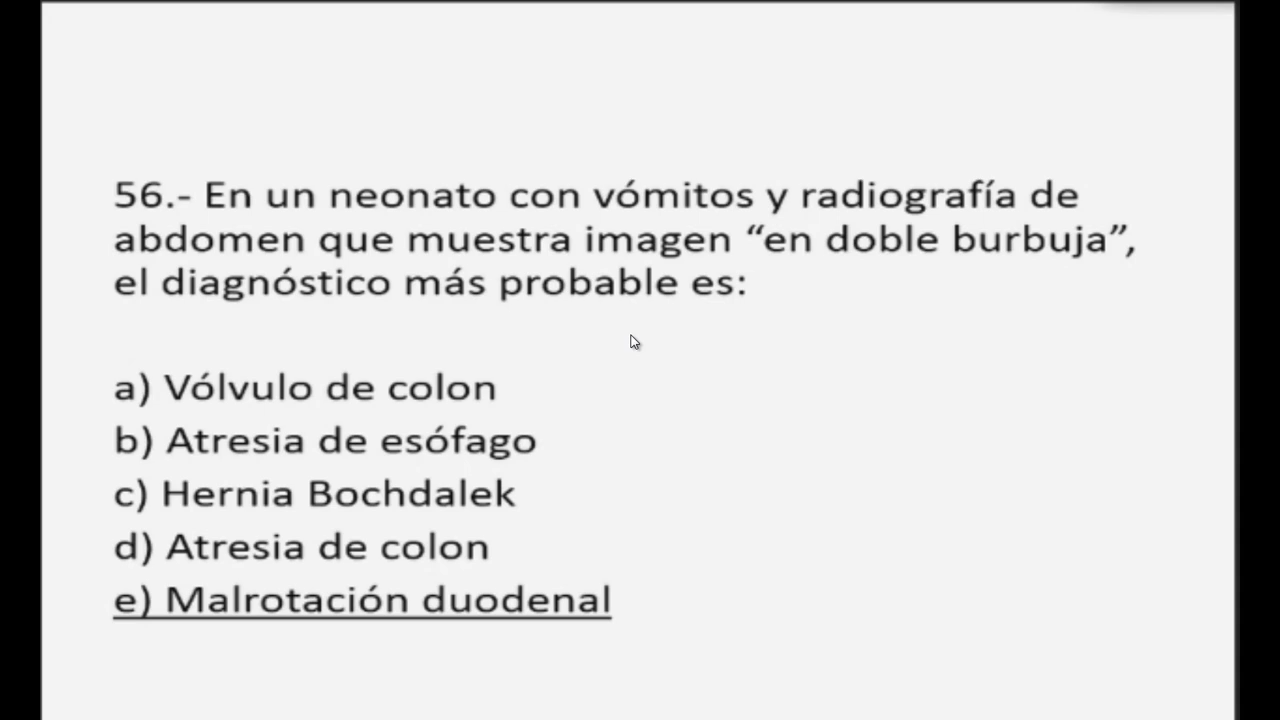 56.- En un neonato con vómitos y radiografía de
abdomen que muestra imagen “en doble burbuja”,
el diagnóstico más probable es:
a) Vólvulo de colon
b) Atresia de esófago
c) Hernia Bochdalek
d) Atresia de colon
e) Malrotación duodenal